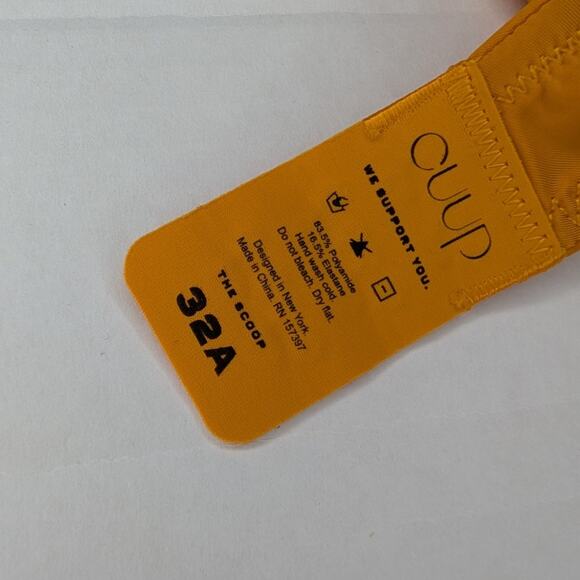 cuup
WE SUPPORT YOU.
83.5% Polyamide
16.5% Elastane
Hand wash cold.
Do not bleach. Dry flat.
Designed in New York.
Made in China. RN 157397
THE SCOOP
32A